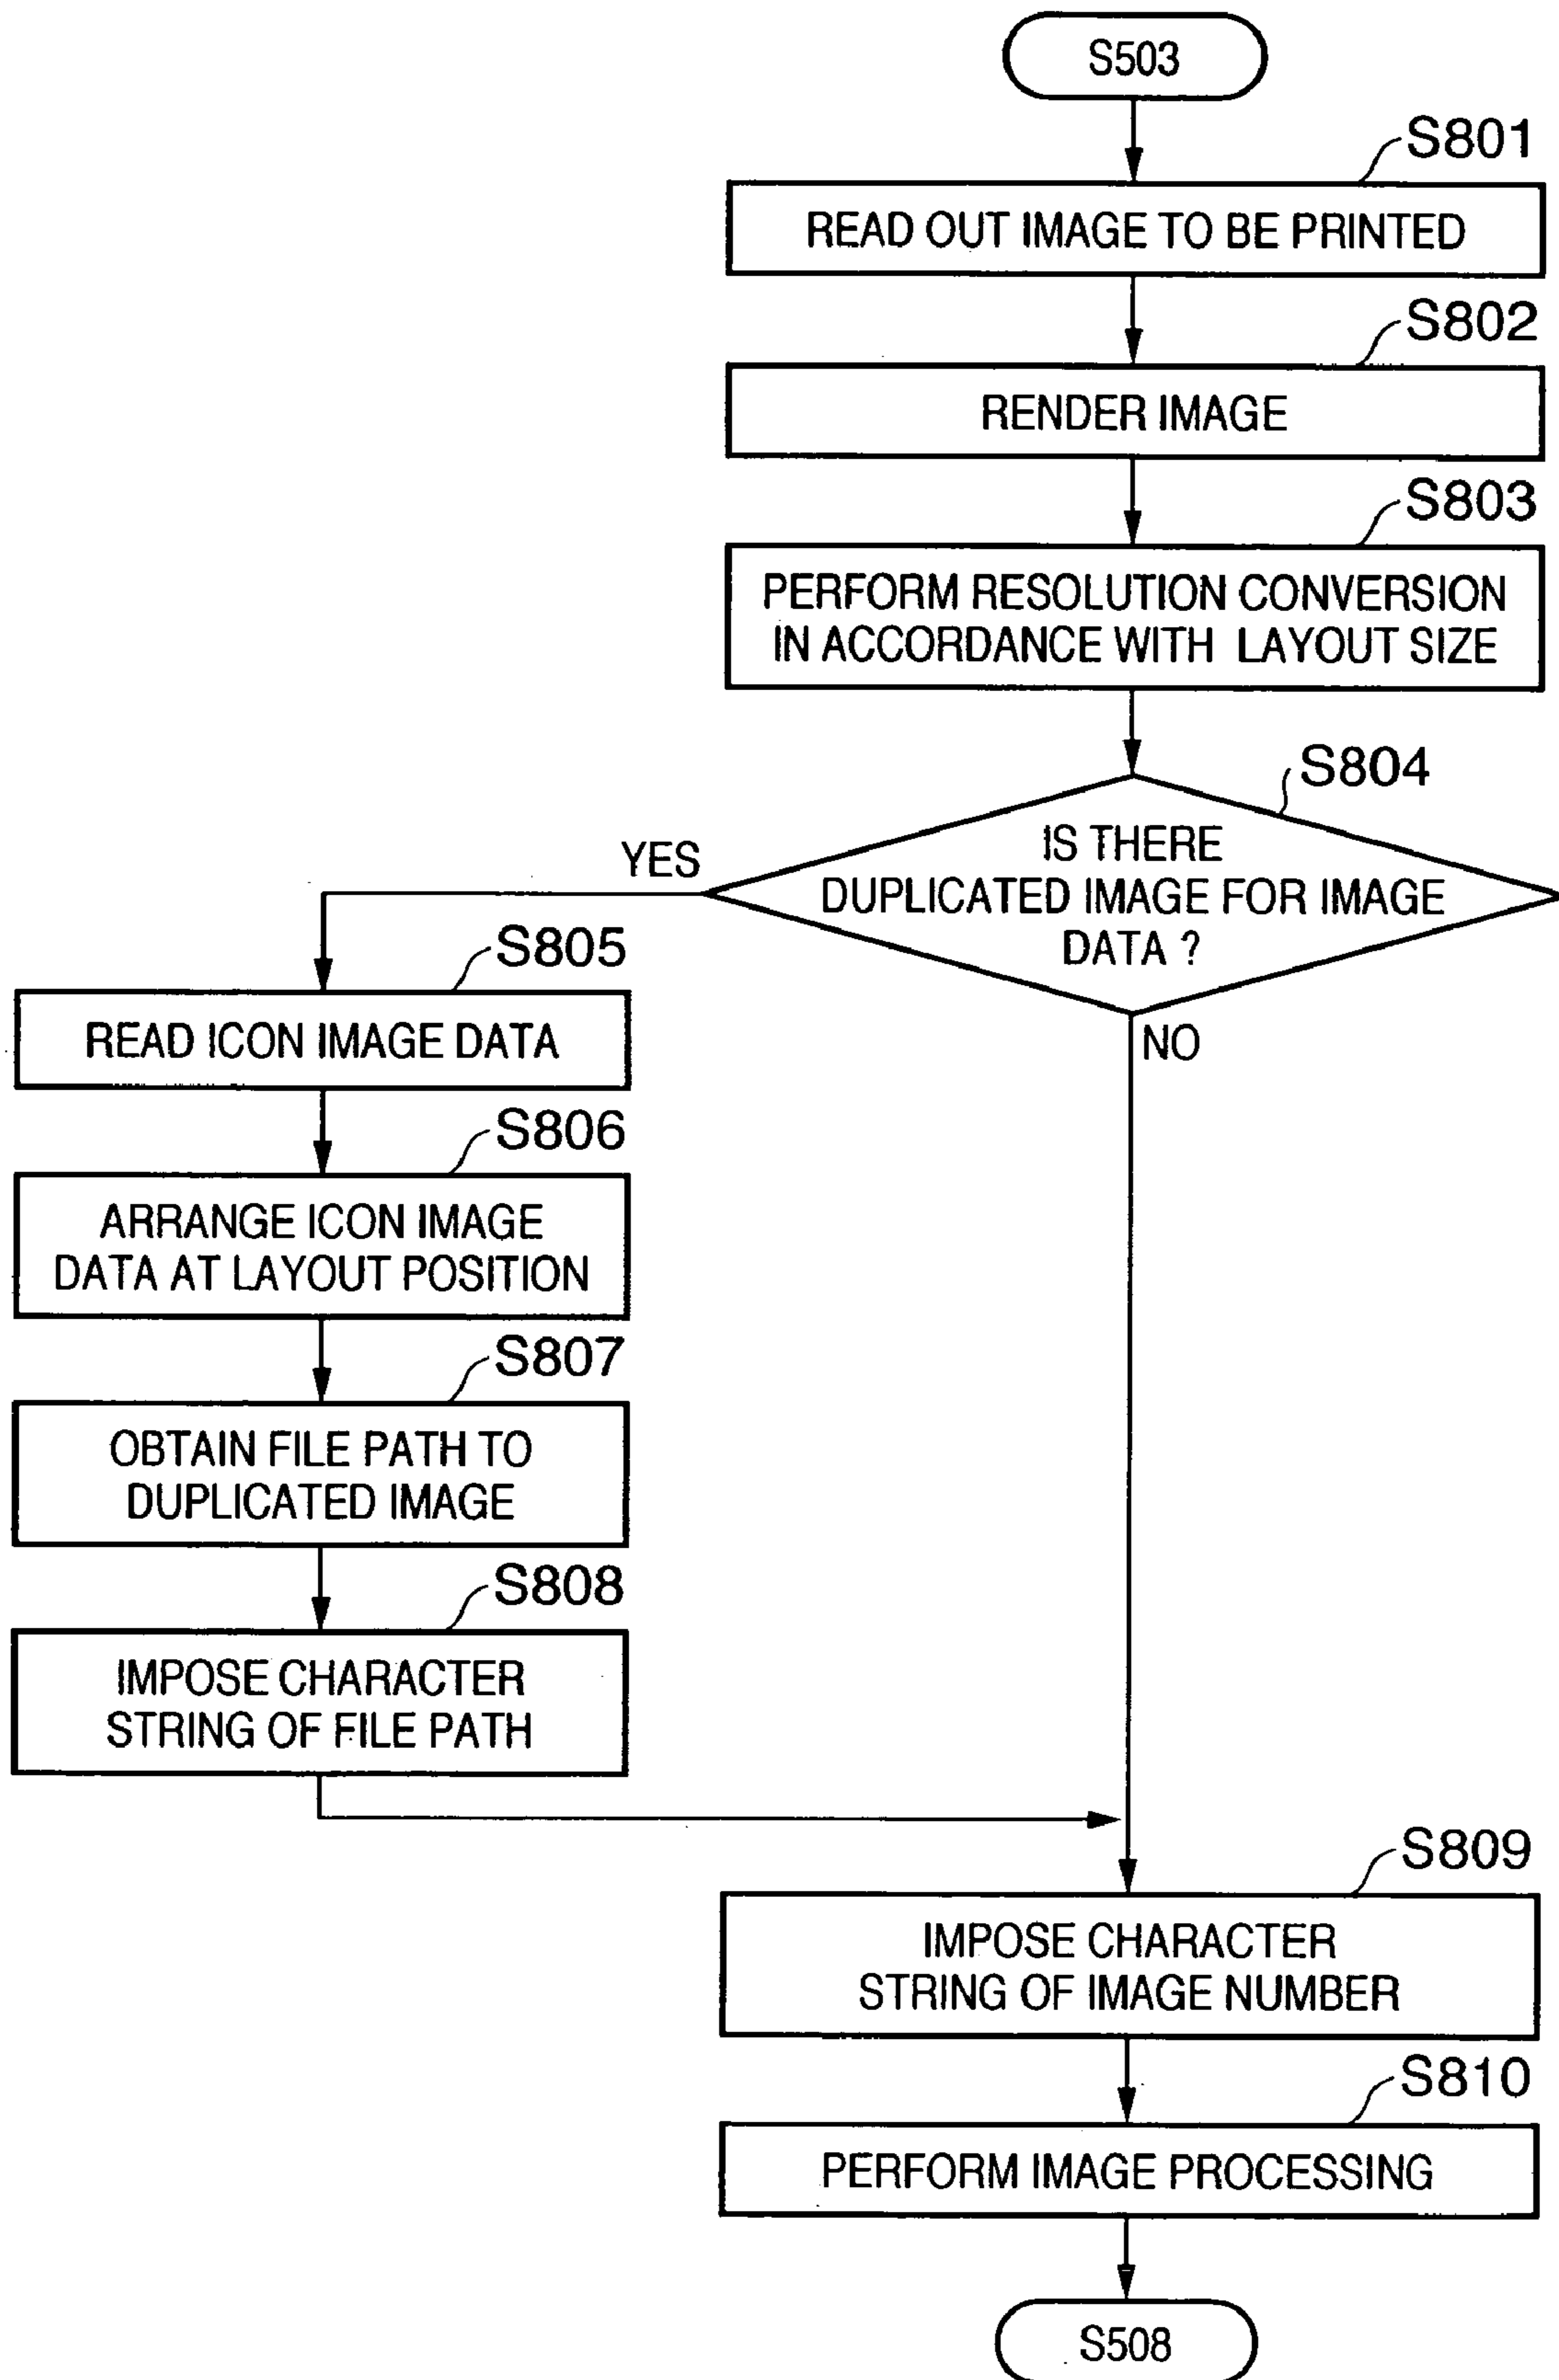 S503
S801
READ OUT IMAGE TO BE PRINTED
S802
RENDER IMAGE
S803
PERFORM RESOLUTION CONVERSION
IN ACCORDANCE WITH LAYOUT SIZE
S804
IS THERE
DUPLICATED IMAGE FOR IMAGE
DATA ?
YES
NO
S805
READ ICON IMAGE DATA
S806
ARRANGE ICON IMAGE
DATA AT LAYOUT POSITION
S807
OBTAIN FILE PATH TO
DUPLICATED IMAGE
S808
IMPOSE CHARACTER
STRING OF FILE PATH
S809
IMPOSE CHARACTER
STRING OF IMAGE NUMBER
S810
PERFORM IMAGE PROCESSING
S508